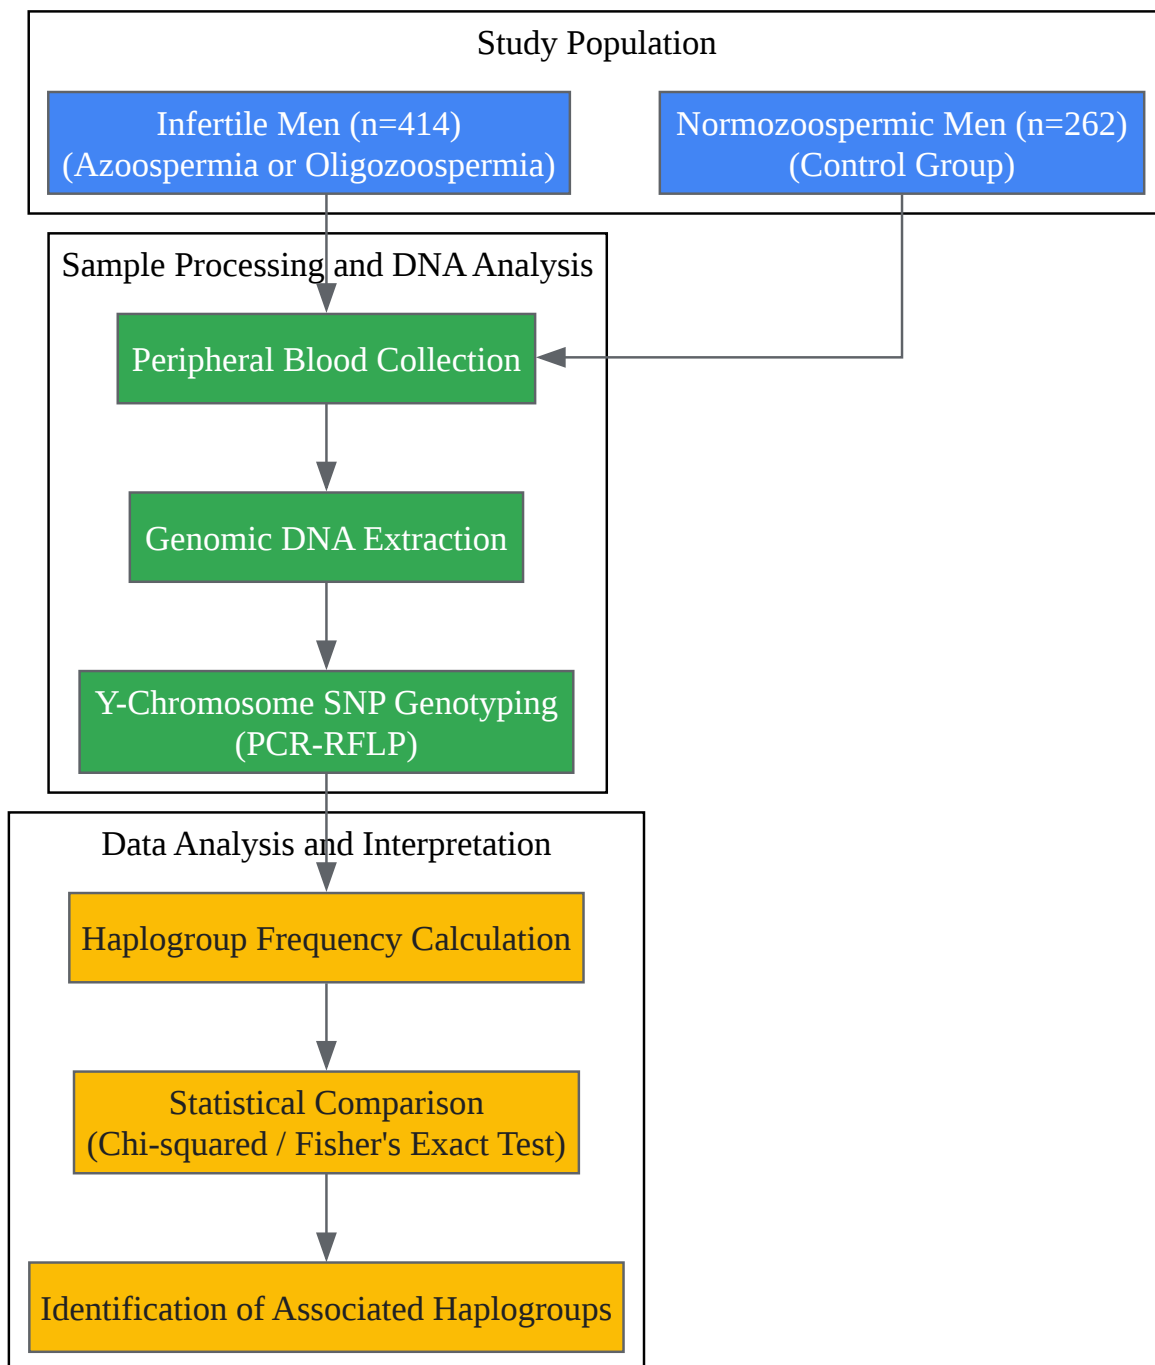 Study Population
Infertile Men (n=414)
(Azoospermia or Oligozoospermia)
Normozoospermic Men (n=262)
(Control Group)
Sample Processing and DNA Analysis
Peripheral Blood Collection
Genomic DNA Extraction
Y-Chromosome SNP Genotyping
(PCR-RFLP)
Data Analysis and Interpretation
Haplogroup Frequency Calculation
Statistical Comparison
(Chi-squared / Fisher's Exact Test)
Identification of Associated Haplogroups